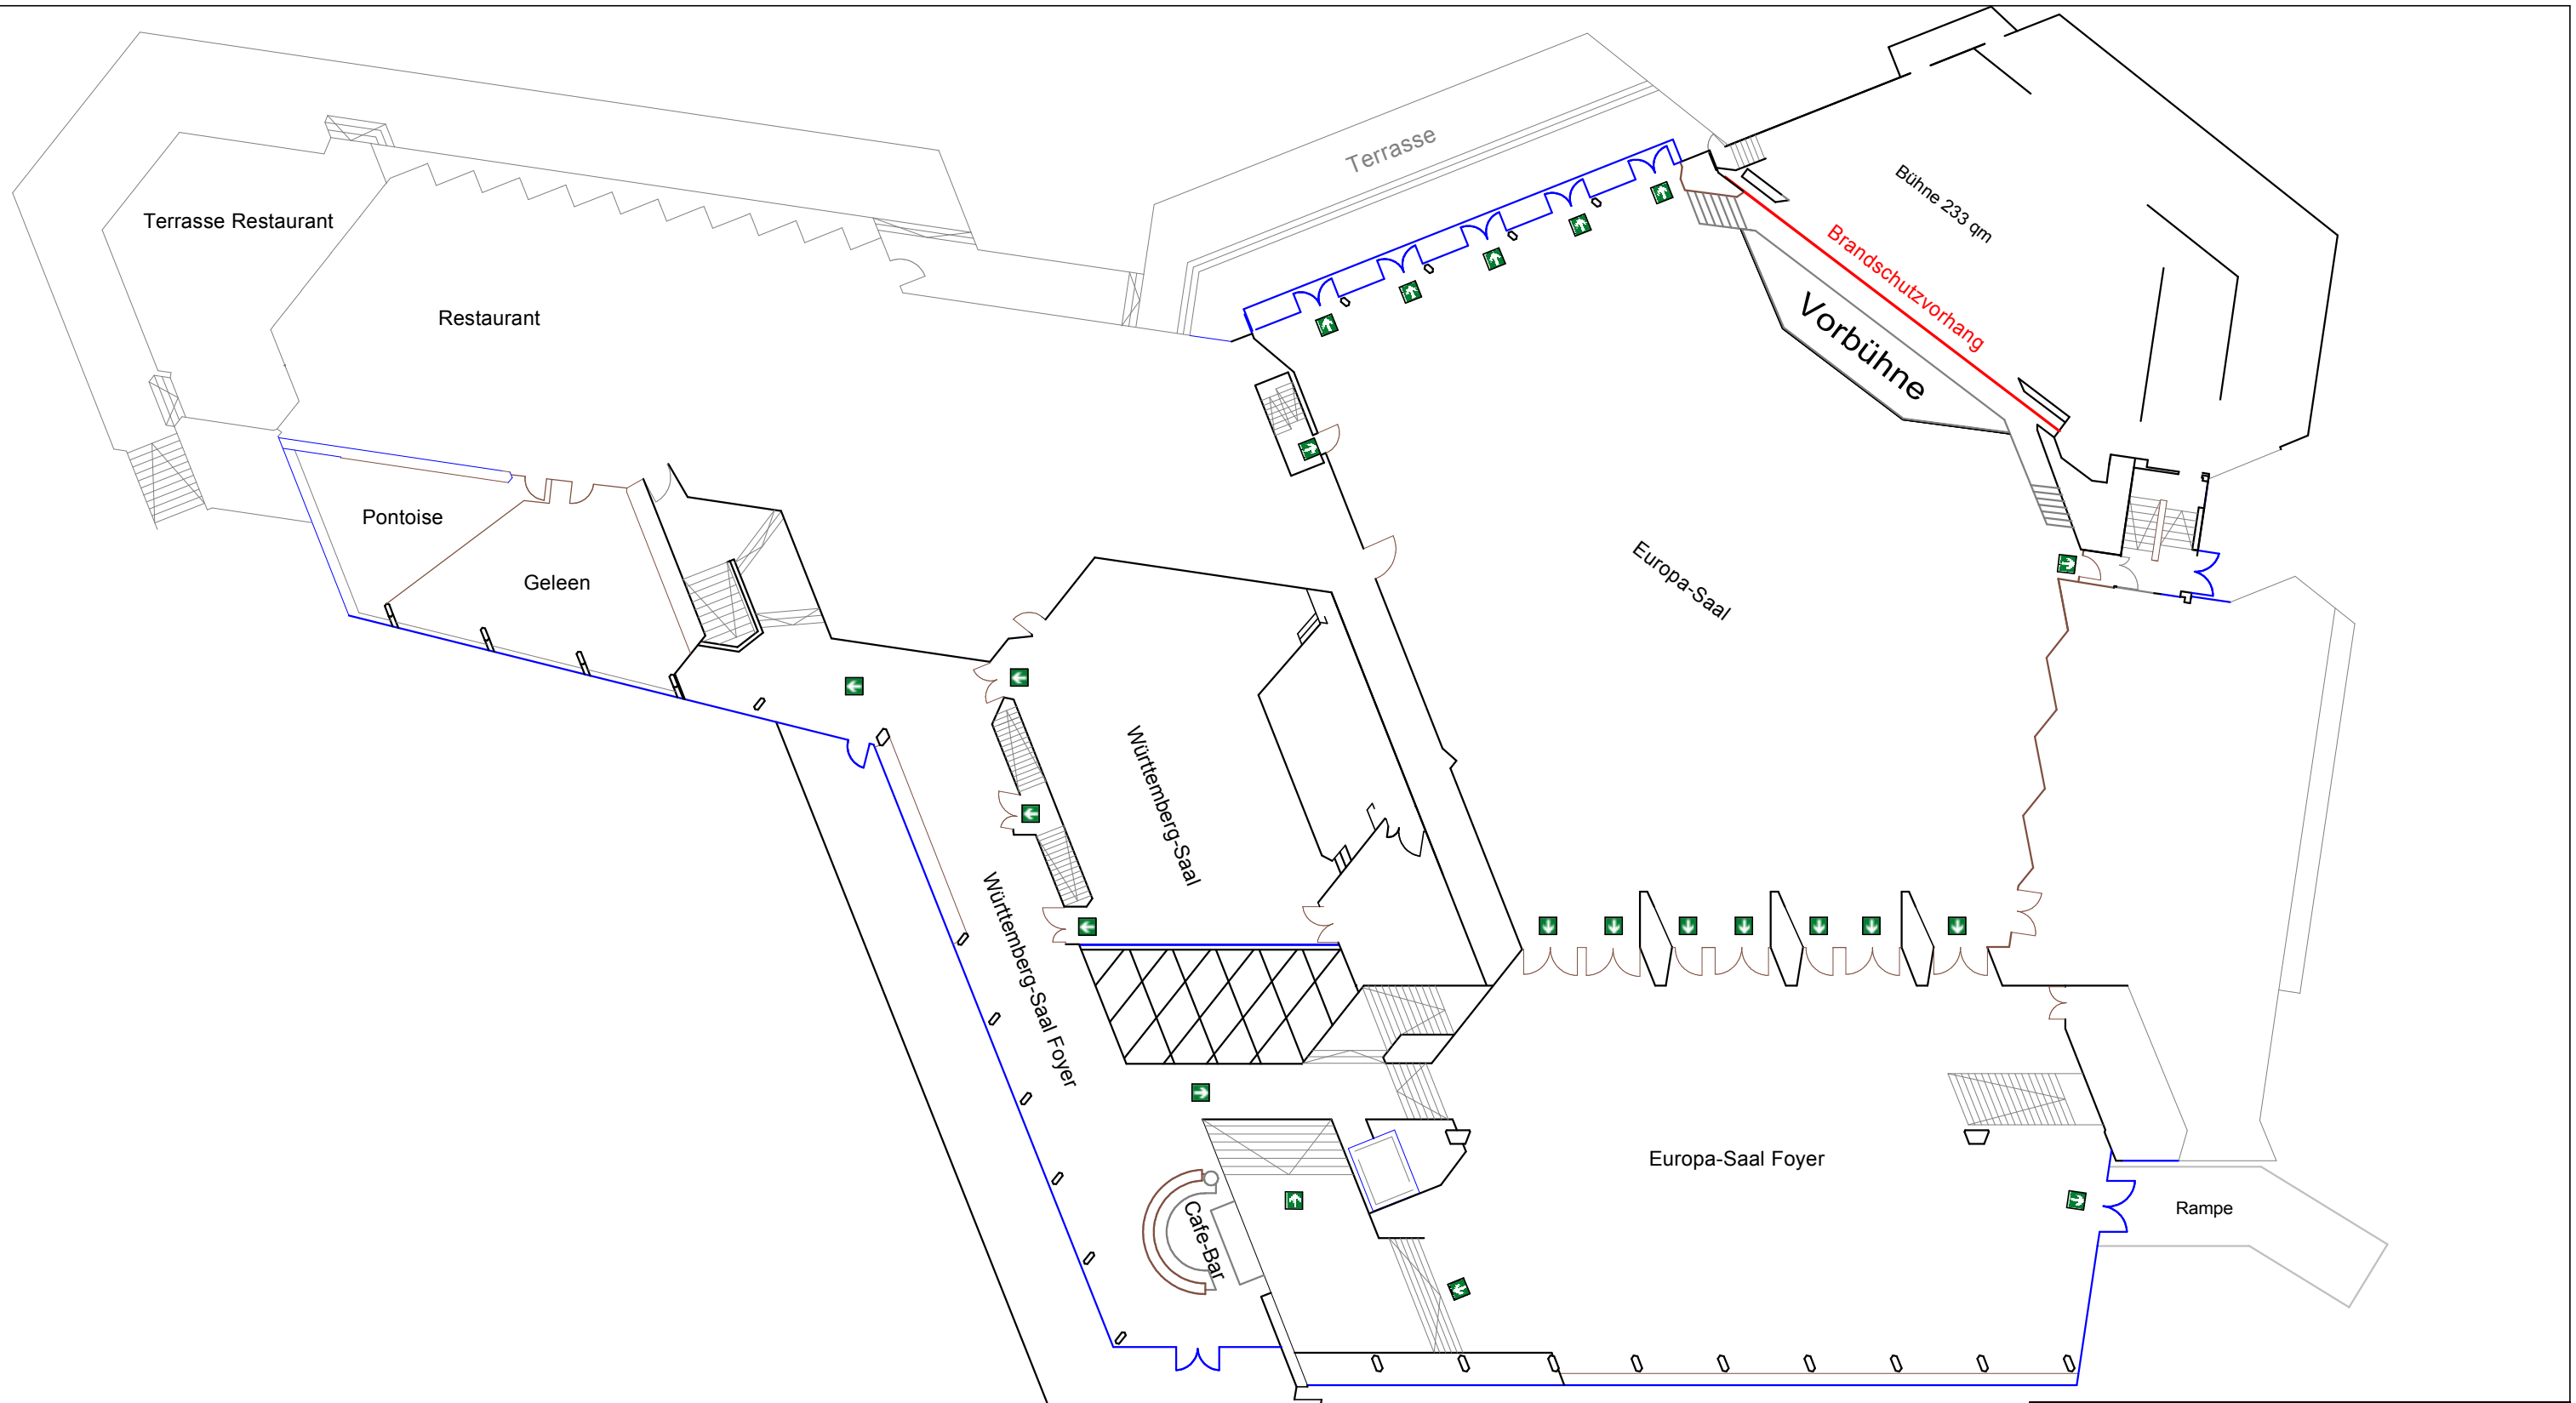 Terrasse
Bühne 233 qm
Terrasse Restaurant
Brandschutzvorhang
Restaurant
Vorbühne
Pontoise
Geleen
Europa-Saal
Württemberg-Saal
Württemberg-Saal Foyer
Europa-Saal Foyer
Rampe
Cafe-Bar